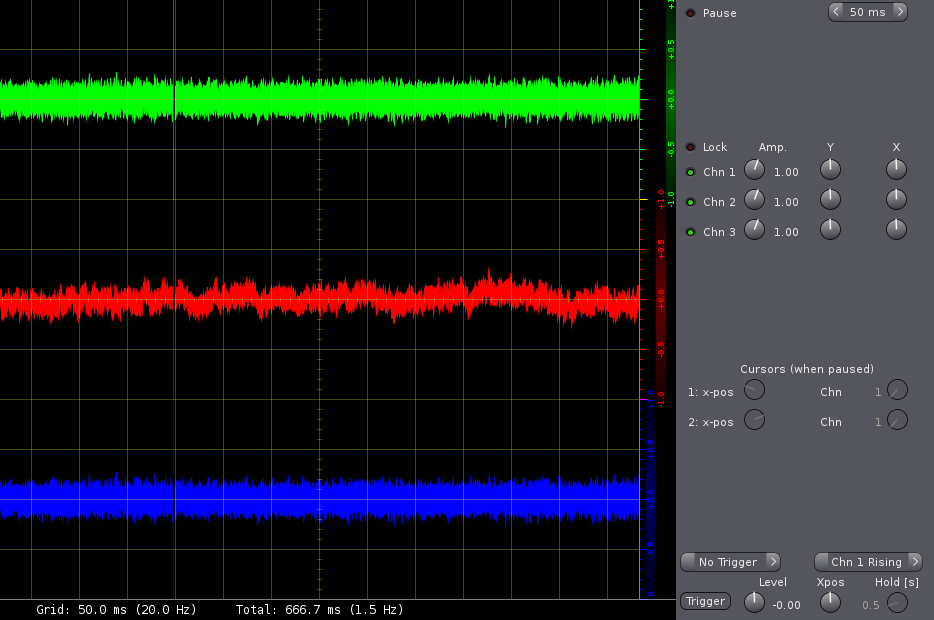 Pause
< 50 ms >
+1
+0.5
+0.0
-0.5
-1.0
Lock Amp. Y X
Chn 1 1.00
Chn 2 1.00
Chn 3 1.00
+1.0
+0.5
+0.0
-0.5
-1.0
Cursors (when paused)
1: x-pos Chn 1
2: x-pos Chn 1
+1.0
+0.5
+0.0
-0.5
No Trigger > Chn 1 Rising >
Level Xpos Hold [s]
Trigger -0.00 0.5
Grid: 50.0 ms (20.0 Hz) Total: 666.7 ms (1.5 Hz)